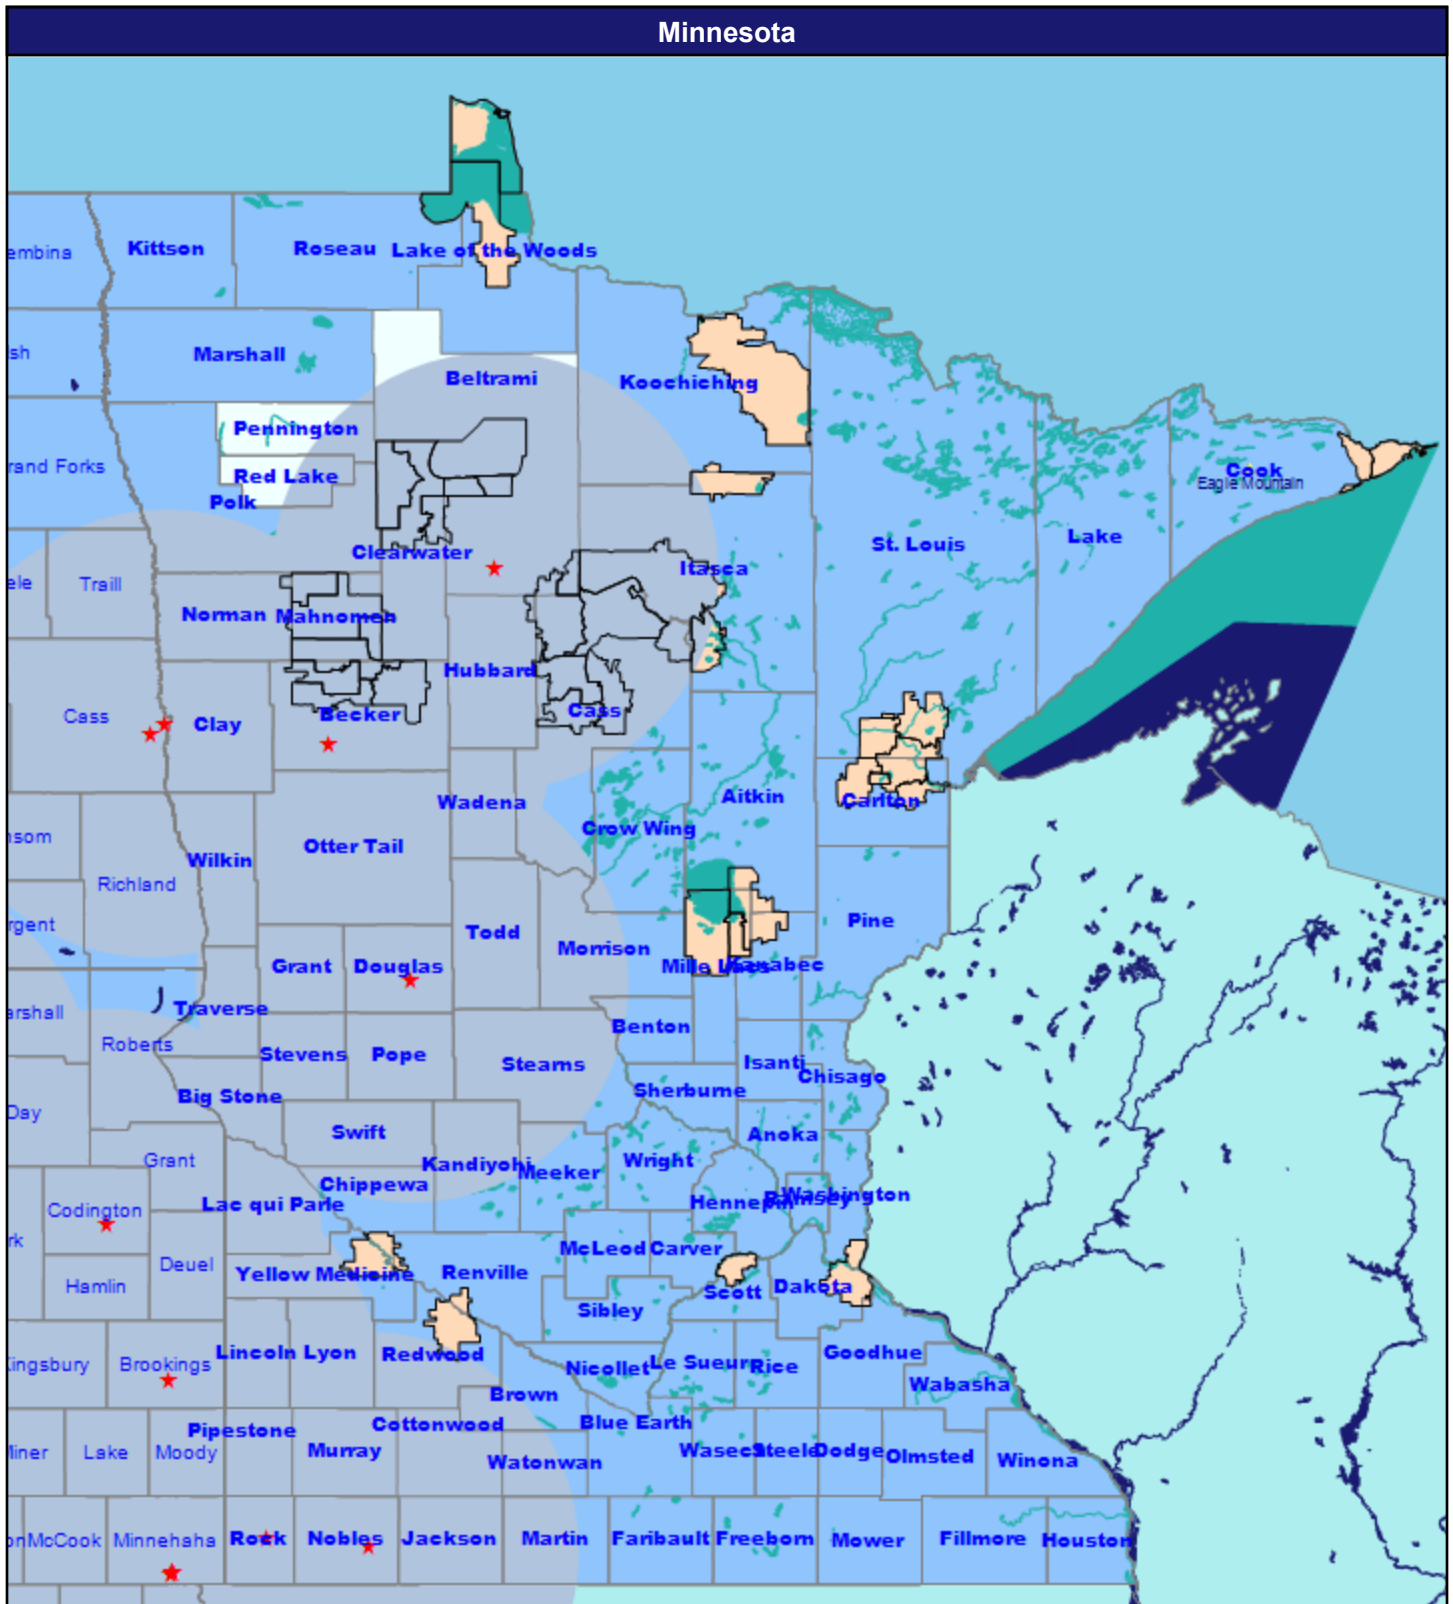 Minnesota
Kittson
Roseau
Lake of the Woods
embina
sh
Marshall
Beltrami
Koochiching
Pennington
rand Forks
Red Lake
Polk
Cook
Eagle Mountain
Clearwater
St. Louis
Lake
Itasca
ele
Traill
Norman
Mahnomen
Hubbard
Cass
Clay
Becker
Cass
Wadena
Aitkin
Carlton
Crow Wing
nsom
Wilkin
Otter Tail
Richland
rgent
Todd
Morrison
Pine
Grant
Douglas
Mille Lacs
Kanabec
arshall
Traverse
Benton
Roberts
Stevens
Pope
Stearns
Isanti
Chisago
Sherburne
Big Stone
Day
Swift
Anoka
Grant
Kandiyohi
Meeker
Wright
Chippewa
Codington
Lac qui Parle
Hennepin
Ramsey
Washington
rk
McLeod
Carver
Deuel
Hamlin
Yellow Medicine
Renville
Scott
Dakota
Sibley
Kingsbury
Brookings
Lincoln
Lyon
Redwood
Nicollet
Le Sueur
Rice
Goodhue
Brown
Wabasha
Pipestone
Cottonwood
Blue Earth
Miner
Lake
Moody
Murray
Watonwan
Waseca
Steele
Dodge
Olmsted
Winona
on
McCook
Minnehaha
Rock
Nobles
Jackson
Martin
Faribault
Freeborn
Mower
Fillmore
Houston